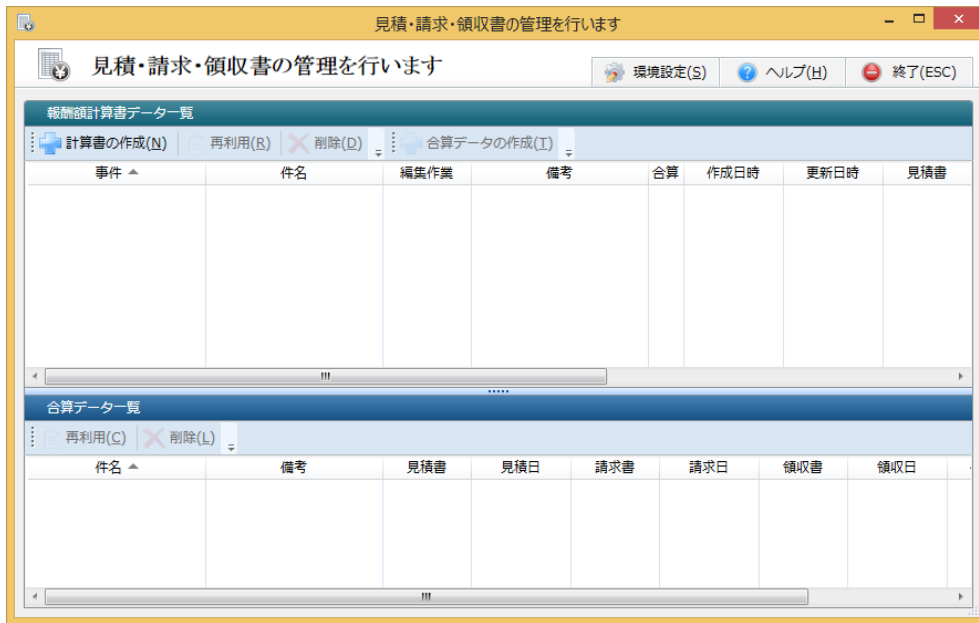 見積・請求・領収書の管理を行います
見積・請求・領収書の管理を行います
環境設定(S) ヘルプ(H) 終了(ESC)
報酬額計算書データ一覧
計算書の作成(N) 再利用(R) 削除(D) 合算データの作成(T)
事件 件名 編集作業 備考 合算 作成日時 更新日時 見積書
合算データ一覧
再利用(C) 削除(L)
件名 備考 見積書 見積日 請求書 請求日 領収書 領収日